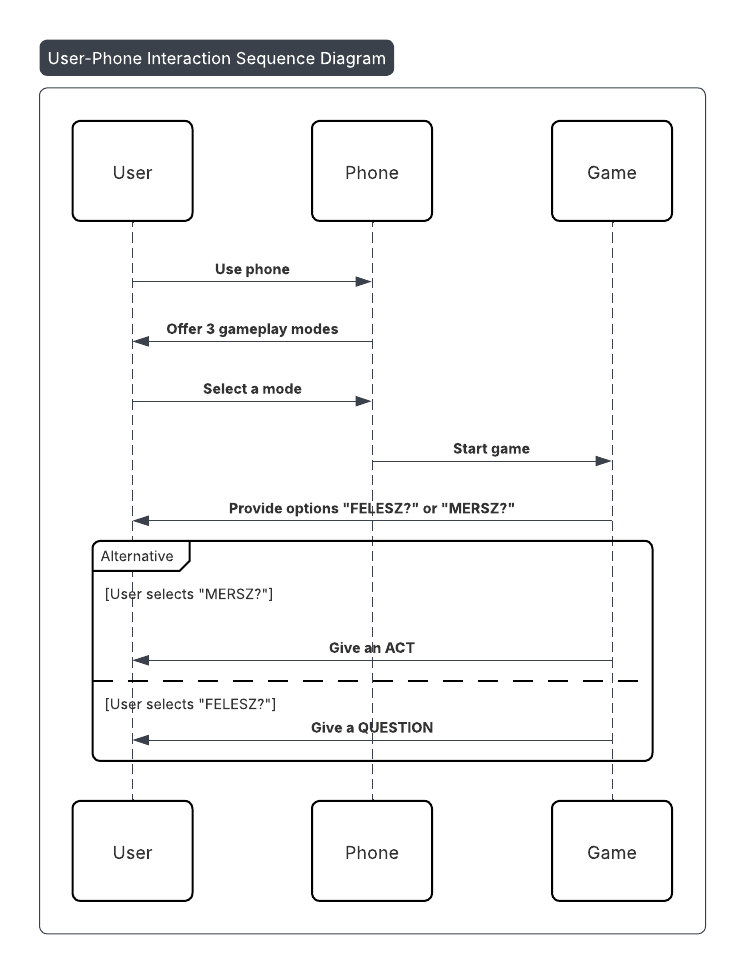 User-Phone Interaction Sequence Diagram
User
Phone
Game
Use phone
Offer 3 gameplay modes
Select a mode
Start game
Provide options "FELESZ?" or "MERSZ?"
Alternative
[User selects "MERSZ?"]
Give an ACT
[User selects "FELESZ?"]
Give a QUESTION
User
Phone
Game